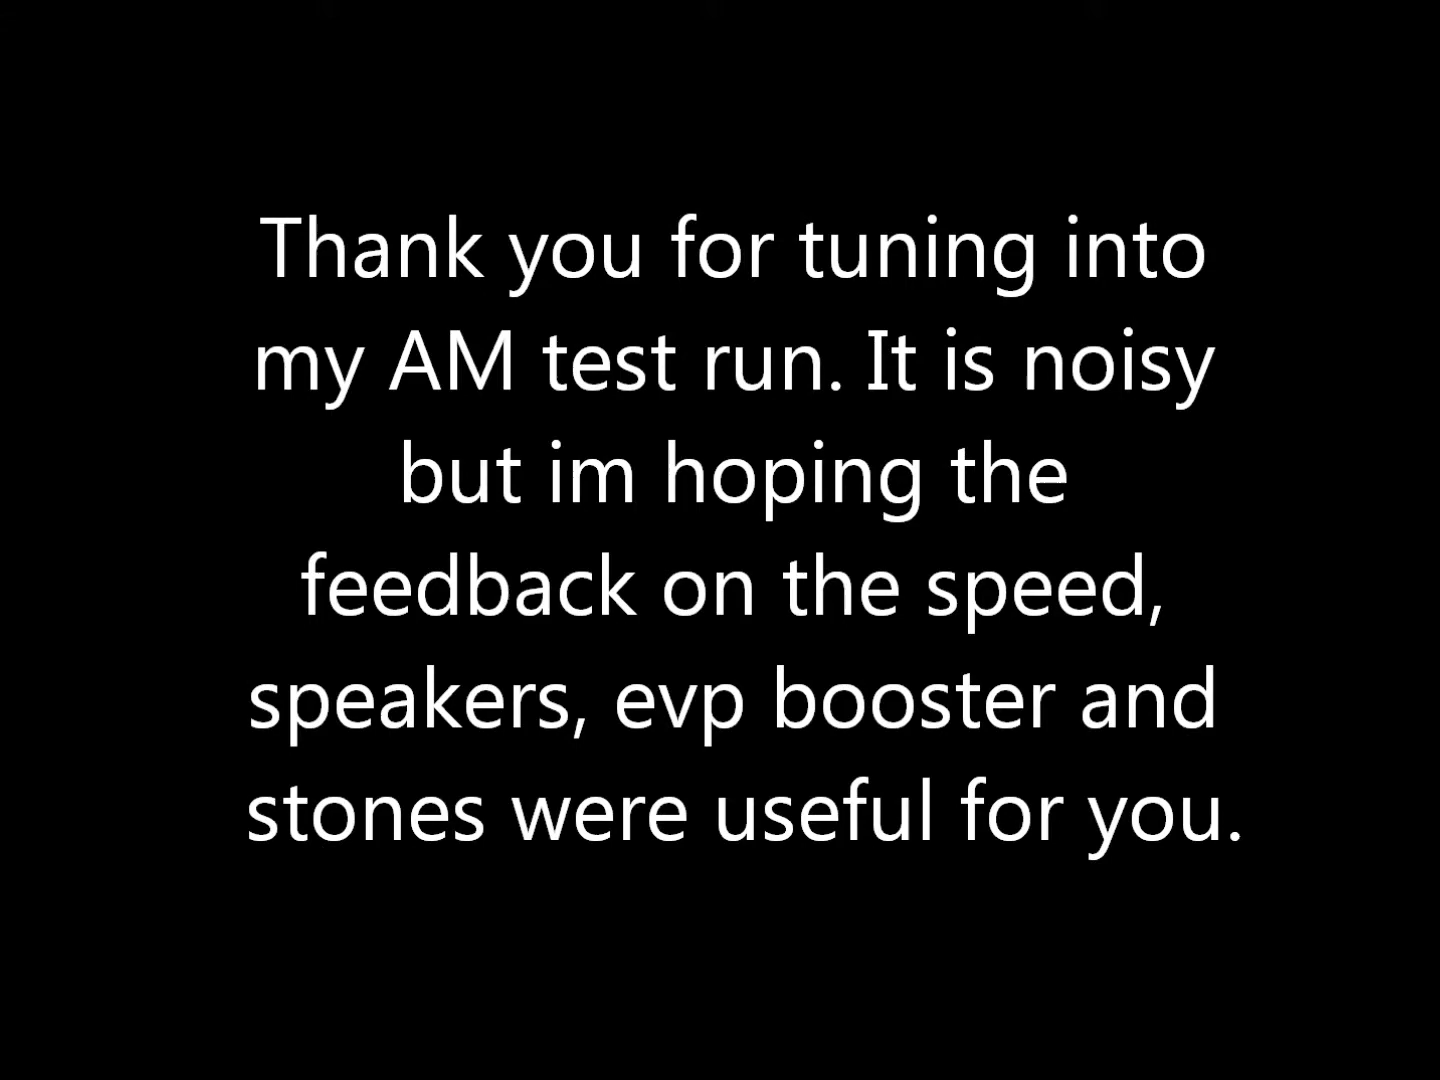 Thank you for tuning into
my AM test run. It is noisy
but im hoping the
feedback on the speed,
speakers, evp booster and
stones were useful for you.